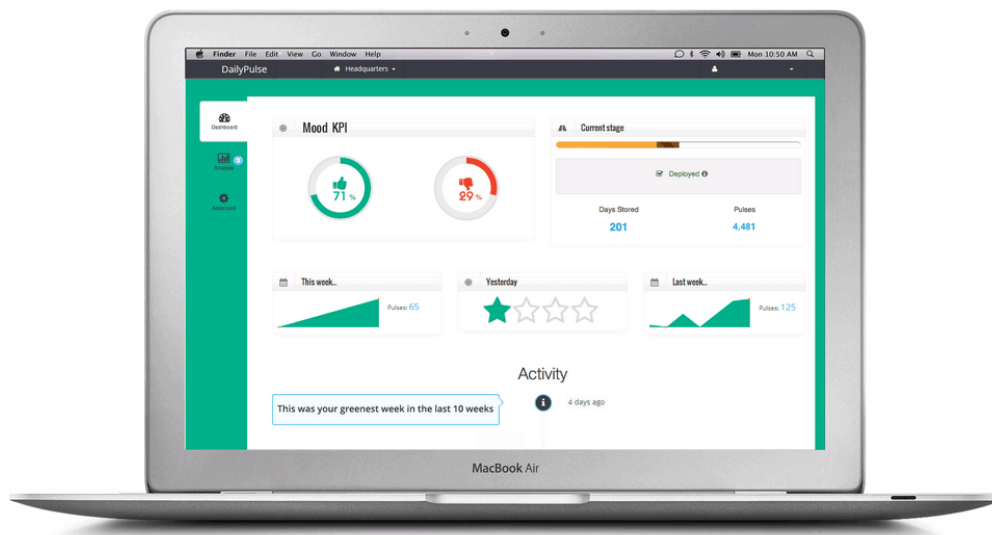 Finder File Edit View Go Window Help Mon 10:50 AM
DailyPulse Headquarters
Dashboard
Analysis
Advanced
Mood KPI
71 %
29 %
Current stage
Deployed
Days Stored Pulses
201 4,481
This week...
Pulses: 65
Yesterday
Last week...
Pulses: 125
Activity
This was your greenest week in the last 10 weeks
4 days ago
MacBook Air